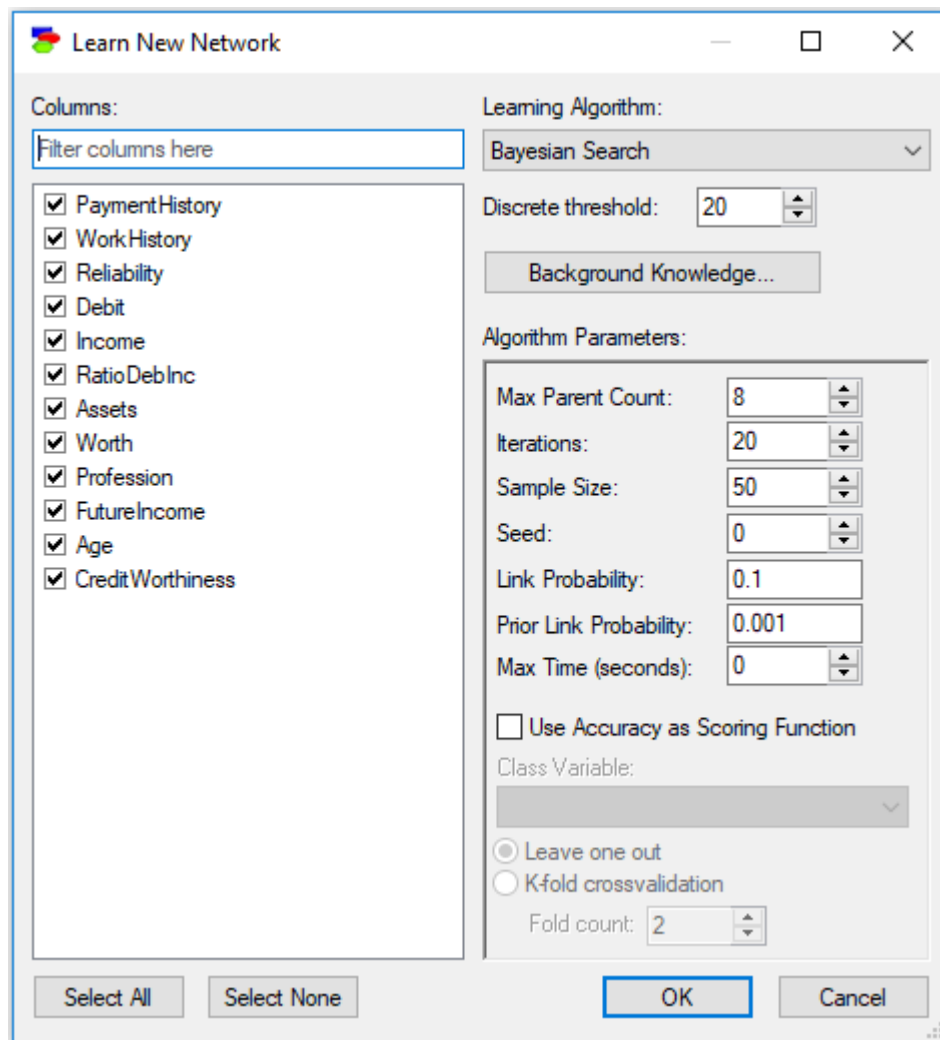 Learn New Network
Columns:
Filter columns here
PaymentHistory
WorkHistory
Reliability
Debit
Income
RatioDebInc
Assets
Worth
Profession
FutureIncome
Age
CreditWorthiness
Select All
Select None
Learning Algorithm:
Bayesian Search
Discrete threshold: 20
Background Knowledge...
Algorithm Parameters:
Max Parent Count: 8
Iterations: 20
Sample Size: 50
Seed: 0
Link Probability: 0.1
Prior Link Probability: 0.001
Max Time (seconds): 0
Use Accuracy as Scoring Function
Class Variable:
Leave one out
K-fold crossvalidation
Fold count: 2
OK
Cancel